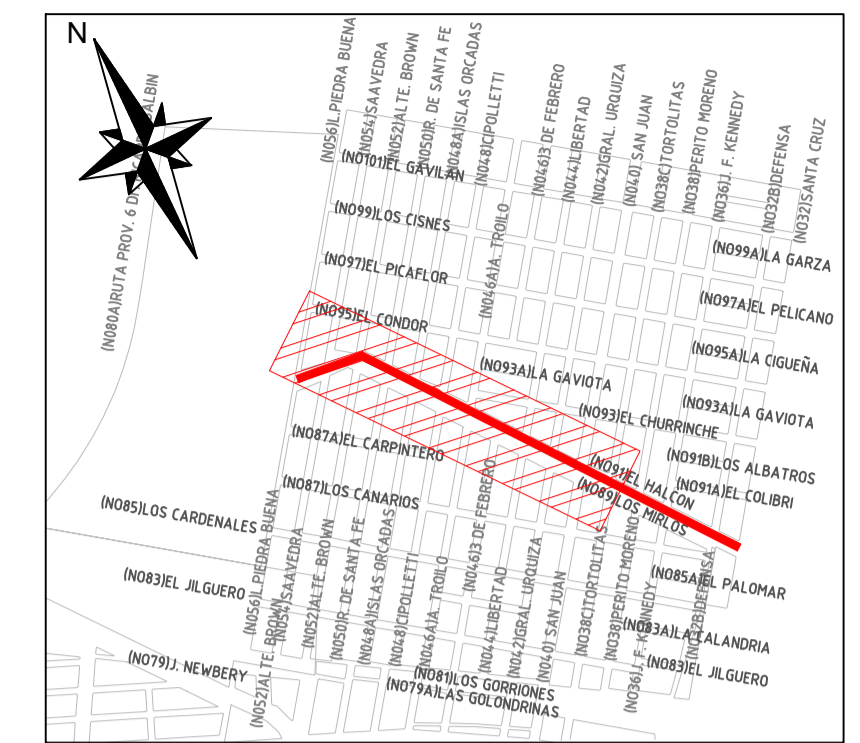 N
(N056)L.PIEDRA BUENA
(N054)SAAVEDRA
(N052)ALTE. BROWN
(N050)R. DE SANTA FE
(N048A)ISLAS ORCADAS
(N048)CIPOLLETTI
(N046)3 DE FEBRERO
(N044)LIBERTAD
(N042)GRAL. URQUIZA
(N040) SAN JUAN
(N038C)TORTOLITAS
(N038)PERITO MORENO
(N036)J. F. KENNEDY
(N032B)DEFENSA
(N032)SANTA CRUZ
(N080A)RUTA PROV. 6
(N0101)EL GAVILAN
(N099)LOS CISNES
(N046A)A. TROILO
(N099A)LA GARZA
(N097)EL PICAFLOR
(N097A)EL PELICANO
(N095)EL CONDOR
(N095A)LA CIGUEÑA
(N093A)LA GAVIOTA
(N093A)LA GAVIOTA
(N093)EL CHURRINCHE
(N087A)EL CARPINTERO
(N091B)LOS ALBATROS
(N091)EL HALCON
(N091A)EL COLIBRI
(N089)LOS MIRLOS
(N087)LOS CANARIOS
(N085)LOS CARDENALES
(N085A)EL PALOMAR
(N083)EL JILGUERO
(N083A)LA CALANDRIA
(N083)EL JILGUERO
(N079)J. NEWBERY
(N081)LOS GORRIONES
(N079A)LAS GOLONDRINAS
(N056)L.PIEDRA BUENA
(N054)SAAVEDRA
(N052)ALTE. BROWN
(N052)ALTE. BROWN
(N050)R. DE SANTA FE
(N048A)ISLAS ORCADAS
(N048)CIPOLLETTI
(N046A)A. TROILO
(N046)3 DE FEBRERO
(N044)LIBERTAD
(N042)GRAL. URQUIZA
(N040) SAN JUAN
(N038C)TORTOLITAS
(N038)PERITO MORENO
(N036)J. F. KENNEDY
(N032B)DEFENSA